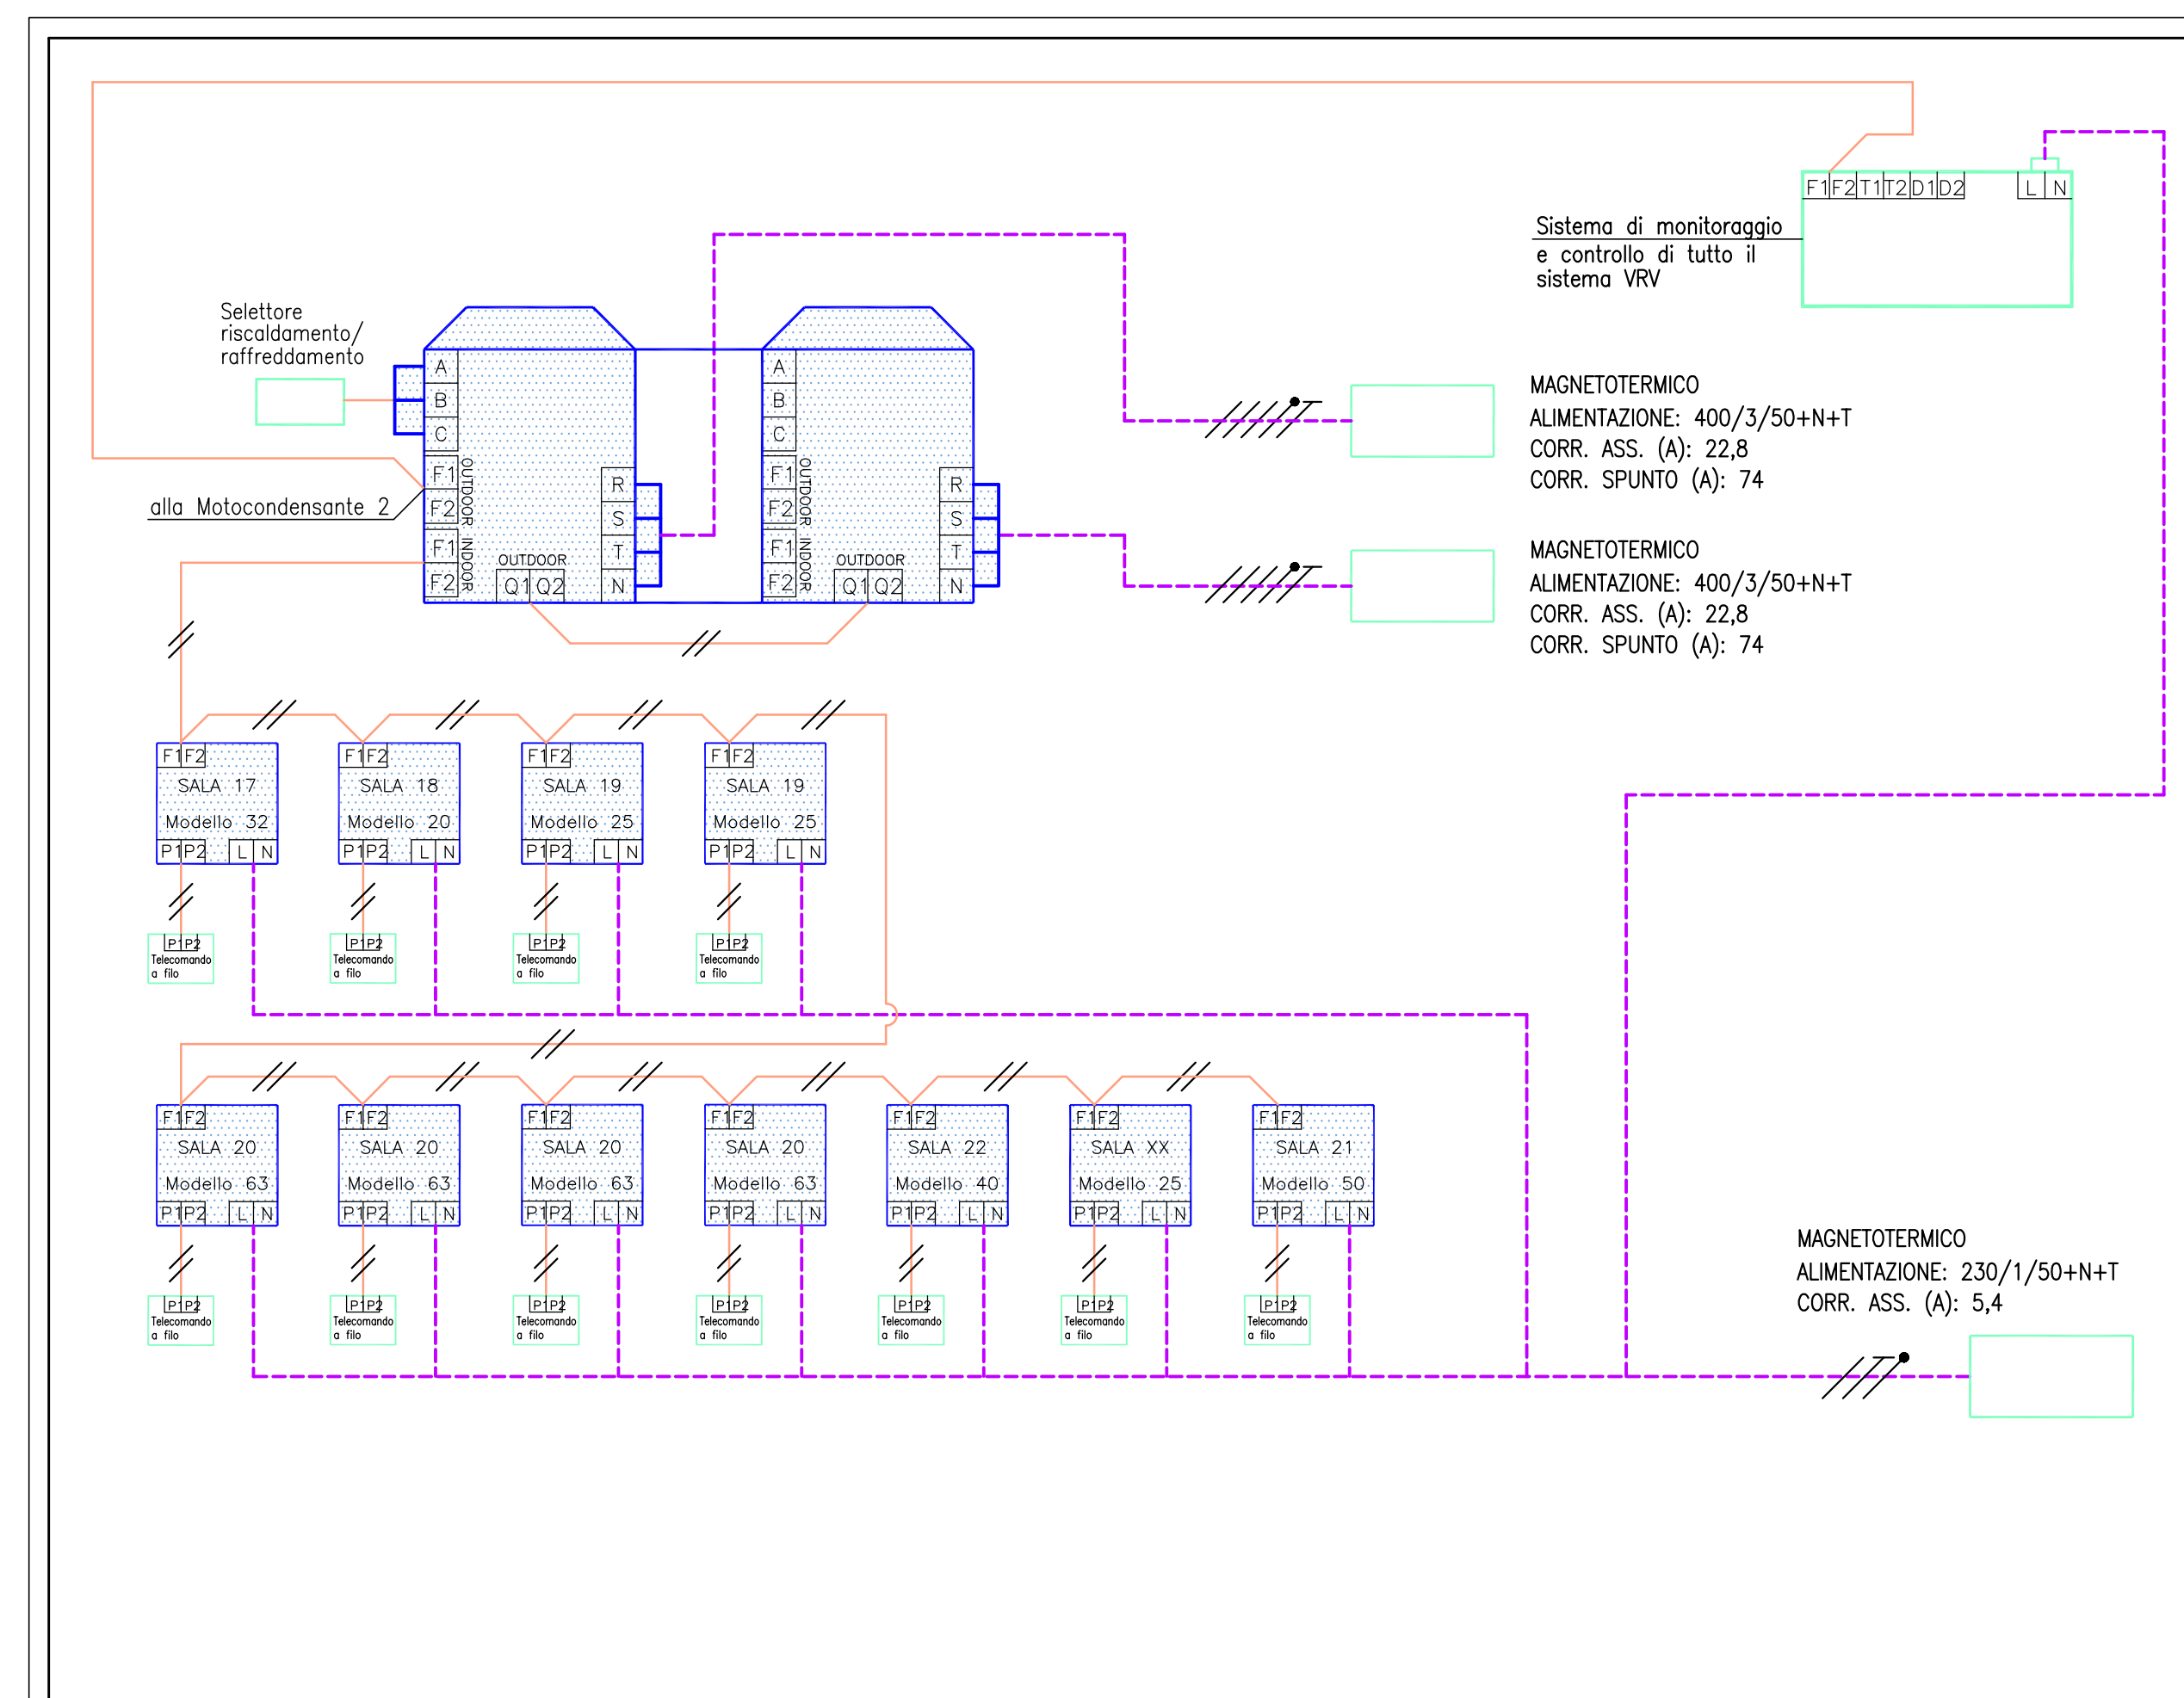 F1 F2 T1 T2 D1 D2 L N
Sistema di monitoraggio
e controllo di tutto il
sistema VRV
Selettore
riscaldamento/
raffreddamento
A
B
C
F1
F2
OUTDOOR
F1
F2
INDOOR
OUTDOOR
Q1 Q2
R
S
T
N
alla Motocondensante 2
A
B
C
F1
F2
OUTDOOR
F1
F2
INDOOR
OUTDOOR
Q1 Q2
R
S
T
N
MAGNETOTERMICO
ALIMENTAZIONE: 400/3/50+N+T
CORR. ASS. (A): 22,8
CORR. SPUNTO (A): 74
MAGNETOTERMICO
ALIMENTAZIONE: 400/3/50+N+T
CORR. ASS. (A): 22,8
CORR. SPUNTO (A): 74
F1 F2
SALA 17
Modello 32
P1 P2 L N
P1 P2
Telecomando
a filo
F1 F2
SALA 18
Modello 20
P1 P2 L N
P1 P2
Telecomando
a filo
F1 F2
SALA 19
Modello 25
P1 P2 L N
P1 P2
Telecomando
a filo
F1 F2
SALA 19
Modello 25
P1 P2 L N
P1 P2
Telecomando
a filo
F1 F2
SALA 20
Modello 63
P1 P2 L N
P1 P2
Telecomando
a filo
F1 F2
SALA 20
Modello 63
P1 P2 L N
P1 P2
Telecomando
a filo
F1 F2
SALA 20
Modello 63
P1 P2 L N
P1 P2
Telecomando
a filo
F1 F2
SALA 20
Modello 63
P1 P2 L N
P1 P2
Telecomando
a filo
F1 F2
SALA 22
Modello 40
P1 P2 L N
P1 P2
Telecomando
a filo
F1 F2
SALA XX
Modello 25
P1 P2 L N
P1 P2
Telecomando
a filo
F1 F2
SALA 21
Modello 50
P1 P2 L N
P1 P2
Telecomando
a filo
MAGNETOTERMICO
ALIMENTAZIONE: 230/1/50+N+T
CORR. ASS. (A): 5,4